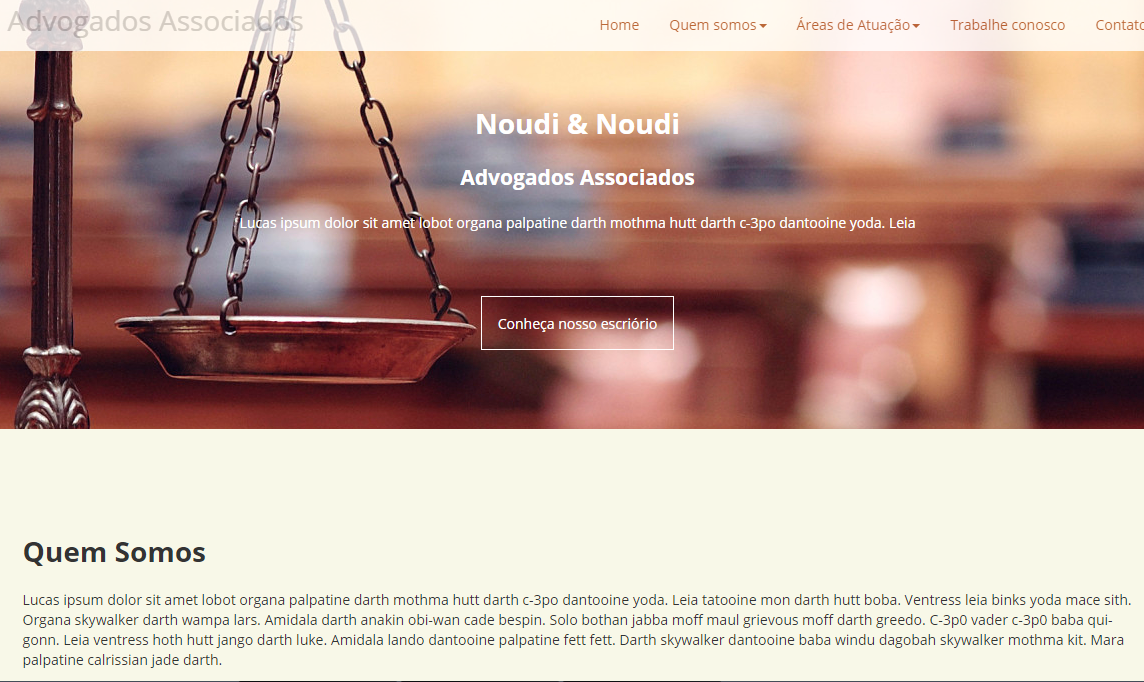 Advogados Associados
Home Quem somos Áreas de Atuação Trabalhe conosco Contato
Noudi & Noudi
Advogados Associados
Lucas ipsum dolor sit amet lobot organa palpatine darth mothma hutt darth c-3po dantooine yoda. Leia
Conheça nosso escriório
Quem Somos
Lucas ipsum dolor sit amet lobot organa palpatine darth mothma hutt darth c-3po dantooine yoda. Leia tatooine mon darth hutt boba. Ventress leia binks yoda mace sith.
Organa skywalker darth wampa lars. Amidala darth anakin obi-wan cade bespin. Solo bothan jabba moff maul grievous moff darth greedo. C-3p0 vader c-3p0 baba qui-
gonn. Leia ventress hoth hutt jango darth luke. Amidala lando dantooine palpatine fett fett. Darth skywalker dantooine baba windu dagobah skywalker mothma kit. Mara
palpatine calrissian jade darth.